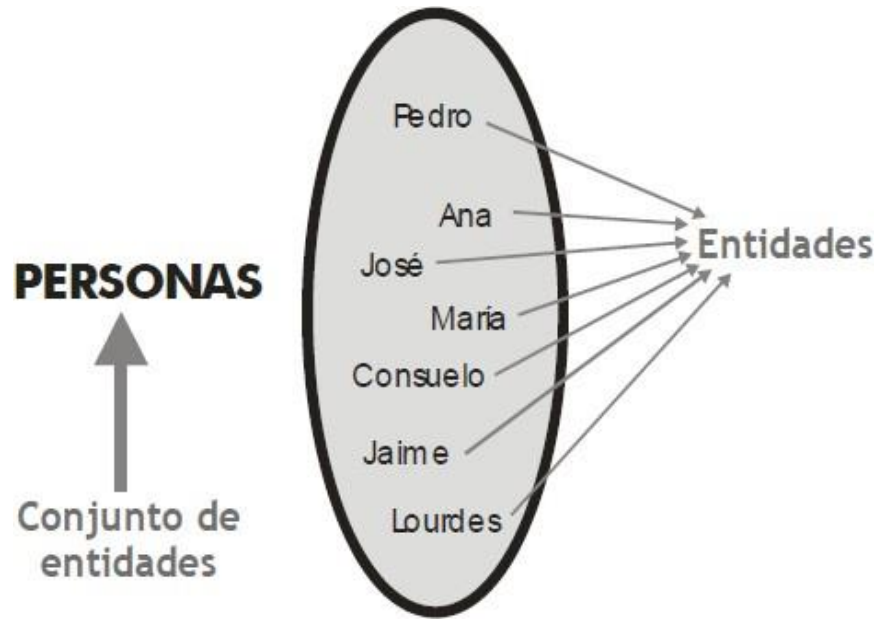 Pedro
Ana
José
María
Consuelo
Jaime
Lourdes
Entidades
PERSONAS
Conjunto de
entidades